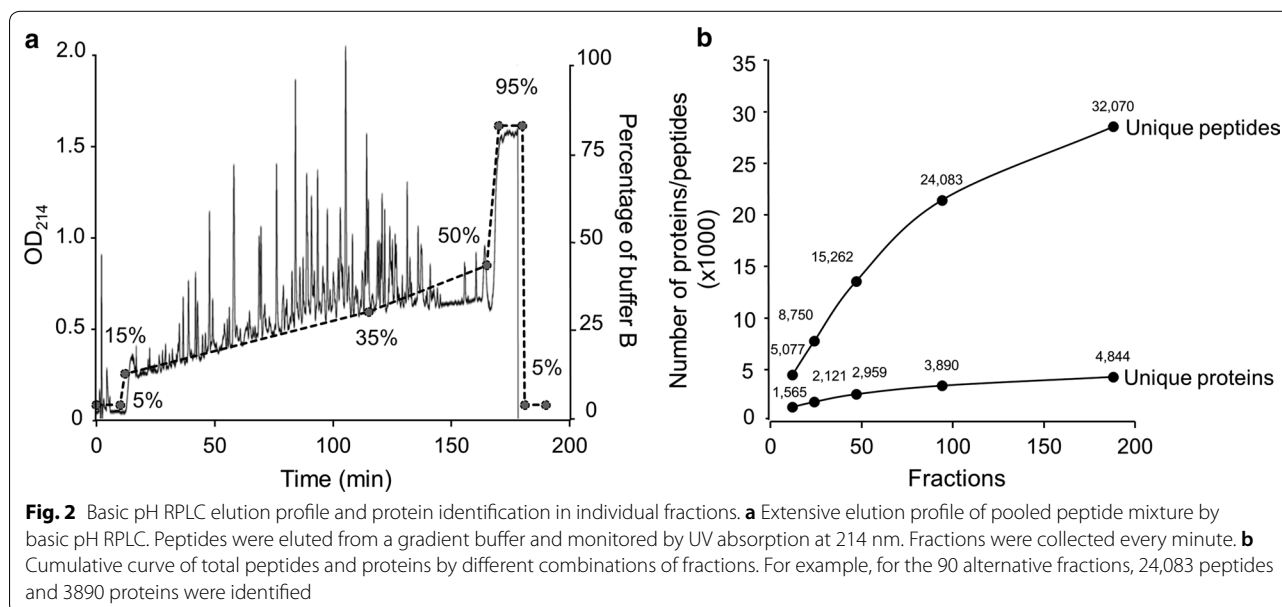 a
2.0
1.5
1.0
0.5
0
OD214
100
75
50
25
0
Percentage of buffer B
95%
50%
35%
15%
5%
5%
0 50 100 150 200
Time (min)
b
35
30
25
20
15
10
5
0
Number of proteins/peptides
(x1000)
32,070
Unique peptides
24,083
15,262
8,750
5,077
4,844
Unique proteins
3,890
2,959
2,121
1,565
0 50 100 150 200
Fractions
Fig. 2 Basic pH RPLC elution profile and protein identification in individual fractions. a Extensive elution profile of pooled peptide mixture by
basic pH RPLC. Peptides were eluted from a gradient buffer and monitored by UV absorption at 214 nm. Fractions were collected every minute. b
Cumulative curve of total peptides and proteins by different combinations of fractions. For example, for the 90 alternative fractions, 24,083 peptides
and 3890 proteins were identified